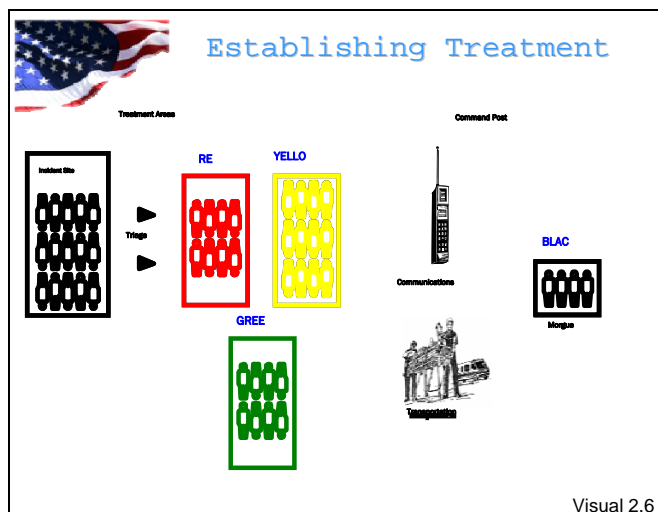 Establishing Treatment
Treatment Areas
Command Post
Incident Site
RE
YELLO
Triage
BLAC
Communications
Morgue
GREE
Transportation
Visual 2.6